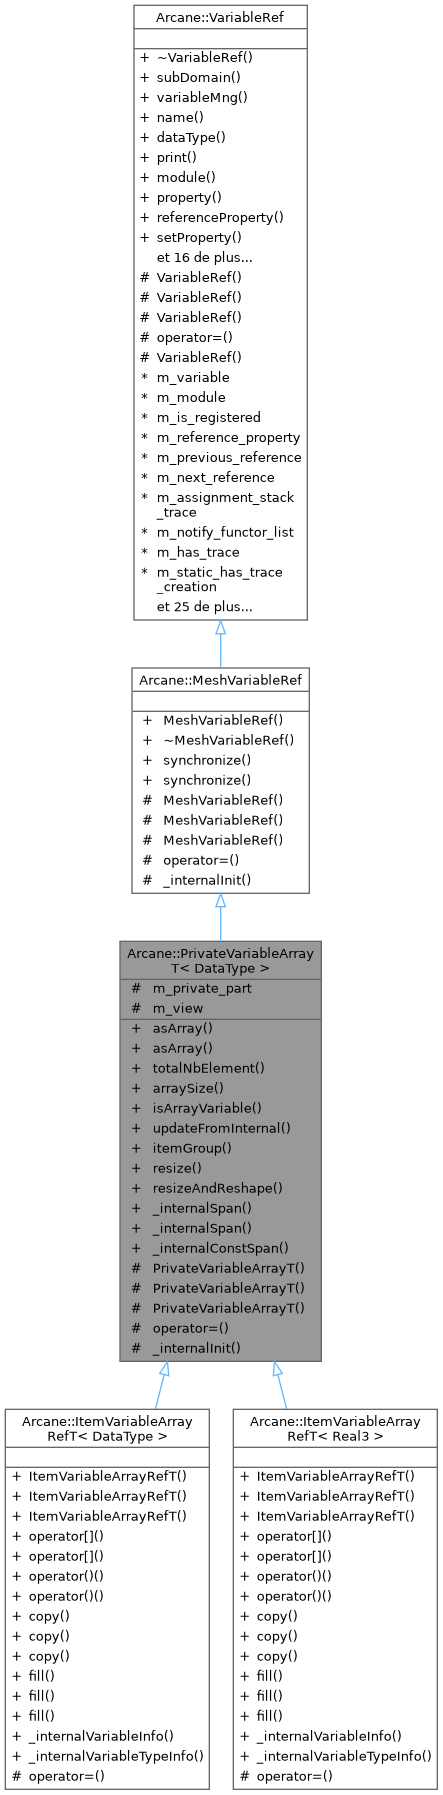 Arcane::VariableRef
+ ~VariableRef()
+ subDomain()
+ variableMng()
+ name()
+ dataType()
+ print()
+ module()
+ property()
+ referenceProperty()
+ setProperty()
et 16 de plus...
# VariableRef()
# VariableRef()
# VariableRef()
# operator=()
# VariableRef()
* m_variable
* m_module
* m_is_registered
* m_reference_property
* m_previous_reference
* m_next_reference
* m_assignment_stack
_trace
* m_notify_functor_list
* m_has_trace
* m_static_has_trace
_creation
et 25 de plus...
Arcane::MeshVariableRef
+ MeshVariableRef()
+ ~MeshVariableRef()
+ synchronize()
+ synchronize()
# MeshVariableRef()
# MeshVariableRef()
# MeshVariableRef()
# operator=()
# _internalInit()
Arcane::PrivateVariableArray
T< DataType >
# m_private_part
# m_view
+ asArray()
+ asArray()
+ totalNbElement()
+ arraySize()
+ isArrayVariable()
+ updateFromInternal()
+ itemGroup()
+ resize()
+ resizeAndReshape()
+ _internalSpan()
+ _internalSpan()
+ _internalConstSpan()
# PrivateVariableArrayT()
# PrivateVariableArrayT()
# PrivateVariableArrayT()
# operator=()
# _internalInit()
Arcane::ItemVariableArray
RefT< DataType >
+ ItemVariableArrayRefT()
+ ItemVariableArrayRefT()
+ ItemVariableArrayRefT()
+ operator[]()
+ operator[]()
+ operator()()
+ operator()()
+ copy()
+ copy()
+ copy()
+ fill()
+ fill()
+ fill()
+ _internalVariableInfo()
+ _internalVariableTypeInfo()
# operator=()
Arcane::ItemVariableArray
RefT< Real3 >
+ ItemVariableArrayRefT()
+ ItemVariableArrayRefT()
+ ItemVariableArrayRefT()
+ operator[]()
+ operator[]()
+ operator()()
+ operator()()
+ copy()
+ copy()
+ copy()
+ fill()
+ fill()
+ fill()
+ _internalVariableInfo()
+ _internalVariableTypeInfo()
# operator=()